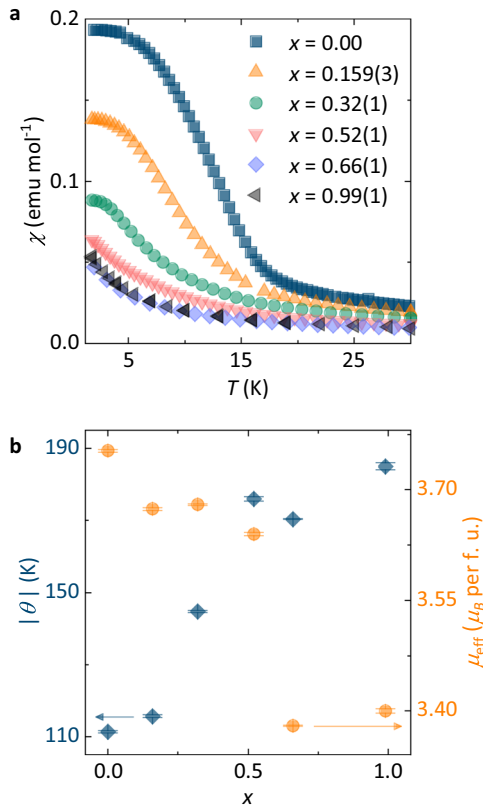 a
0.2
0.1
0.0
χ (emu mol⁻¹)
x = 0.00
x = 0.159(3)
x = 0.32(1)
x = 0.52(1)
x = 0.66(1)
x = 0.99(1)
5 15 25
T (K)
b
190
150
110
|θ| (K)
3.70
3.55
3.40
μeff (μB per f. u.)
0.0 0.5 1.0
x